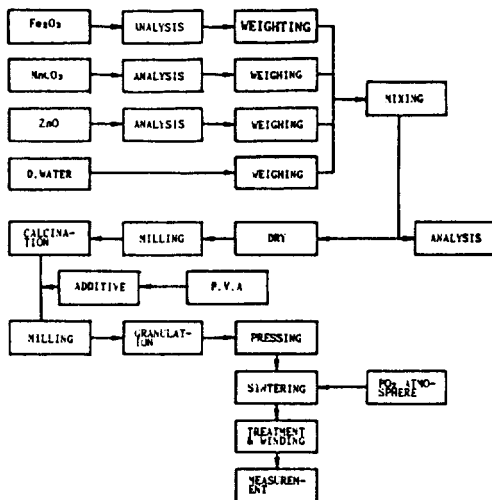 Fe₂O₃
ANALYSIS
WEIGHTING
MnCO₃
ANALYSIS
WEIGHING
MIXING
ZnO
ANALYSIS
WEIGHING
D.WATER
WEIGHING
CALCINA-
TION
MILLING
DRY
ANALYSIS
ADDITIVE
P.V.A
MILLING
GRANULAT-
ION
PRESSING
SINTERING
PO₂ ATMO-
SPHERE
TREATMENT
& WINDING
MEASUREM-
ENT